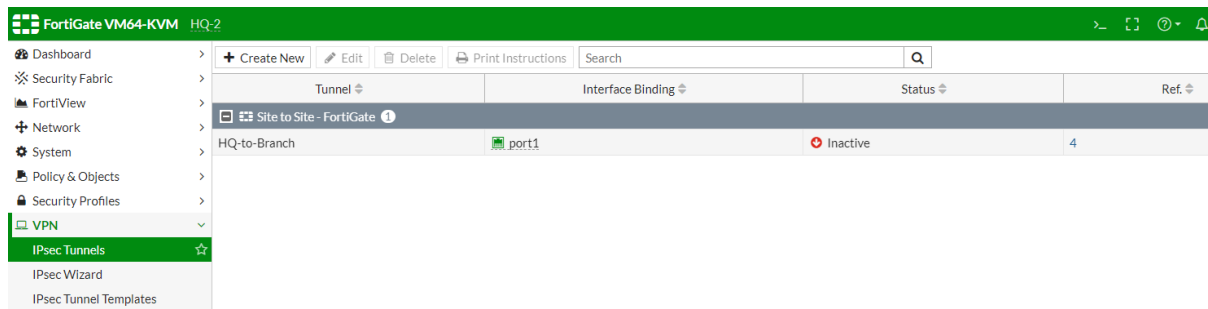 FortiGate VM64-KVM HQ-2
Dashboard
Security Fabric
FortiView
Network
System
Policy & Objects
Security Profiles
VPN
IPsec Tunnels
IPsec Wizard
IPsec Tunnel Templates
+ Create New Edit Delete Print Instructions Search
Tunnel Interface Binding Status Ref.
Site to Site - FortiGate 1
HQ-to-Branch port1 Inactive 4